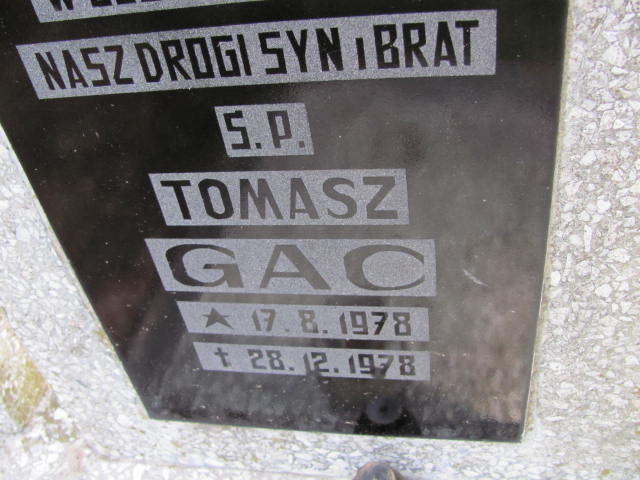 NASZ DROGI SYN i BRAT
Ś. P.
TOMASZ
GAC
★ 17.8.1978
† 28.12.1978